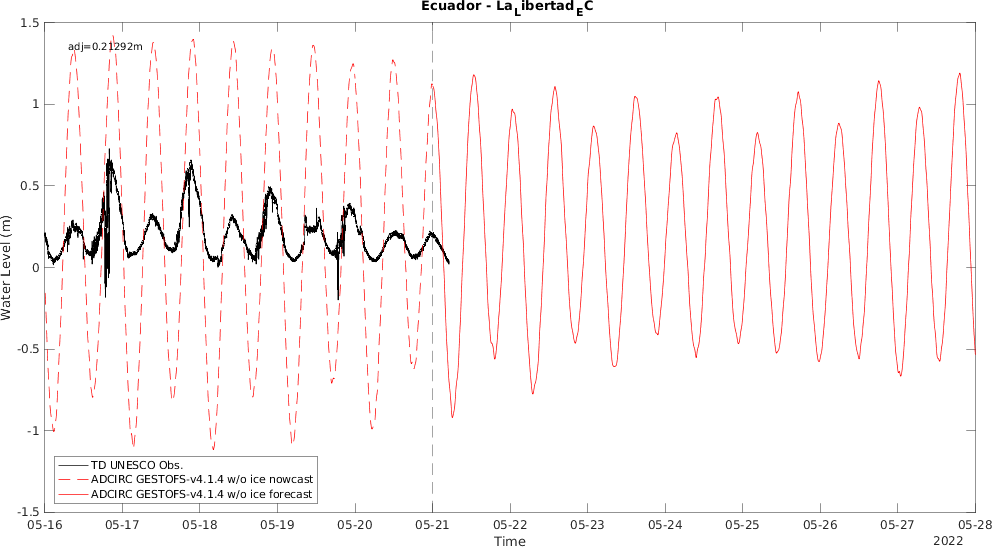 Ecuador - LaLibertadEC
adj=0.21292m
1.5
1
0.5
0
-0.5
-1
-1.5
Water Level (m)
TD UNESCO Obs.
ADCIRC GESTOFS-v4.1.4 w/o ice nowcast
ADCIRC GESTOFS-v4.1.4 w/o ice forecast
05-16 05-17 05-18 05-19 05-20 05-21 05-22 05-23 05-24 05-25 05-26 05-27 05-28
Time
2022